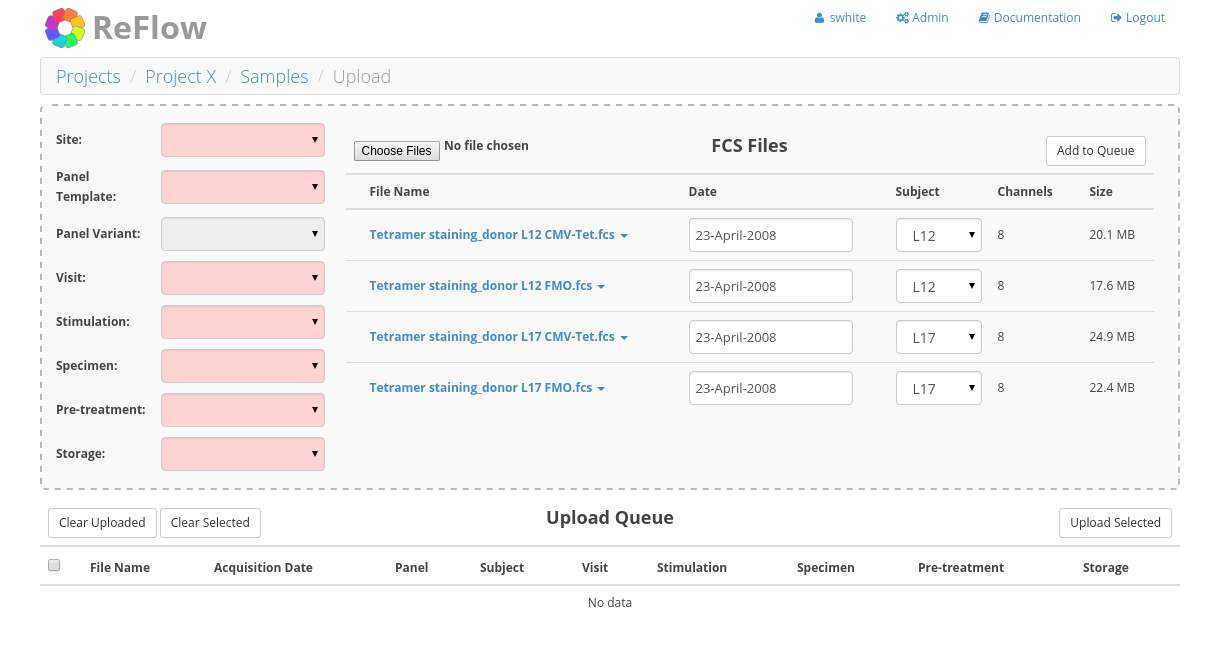 ReFlow
swhite Admin Documentation Logout
Projects / Project X / Samples / Upload
Site:
Panel
Template:
Panel Variant:
Visit:
Stimulation:
Specimen:
Pre-treatment:
Storage:
Choose Files No file chosen FCS Files Add to Queue
File Name Date Subject Channels Size
Tetramer staining_donor L12 CMV-Tet.fcs 23-April-2008 L12 8 20.1 MB
Tetramer staining_donor L12 FMO.fcs 23-April-2008 L12 8 17.6 MB
Tetramer staining_donor L17 CMV-Tet.fcs 23-April-2008 L17 8 24.9 MB
Tetramer staining_donor L17 FMO.fcs 23-April-2008 L17 8 22.4 MB
Clear Uploaded Clear Selected Upload Queue Upload Selected
File Name Acquisition Date Panel Subject Visit Stimulation Specimen Pre-treatment Storage
No data